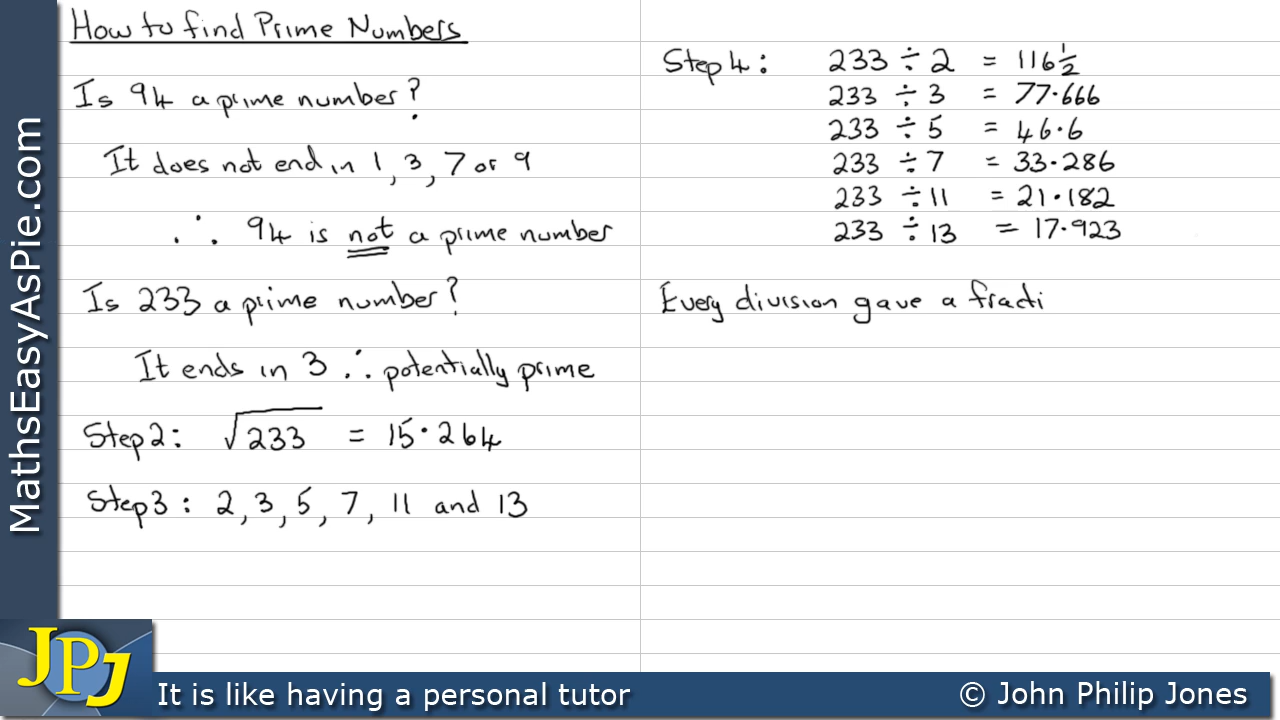 How to find Prime Numbers
Is 94 a prime number?
It does not end in 1, 3, 7 or 9
∴ 94 is not a prime number
Is 233 a prime number?
It ends in 3 ∴ potentially prime
Step 2: √233 = 15·264
Step 3: 2, 3, 5, 7, 11 and 13
Step 4: 233 ÷ 2 = 116½
233 ÷ 3 = 77·666
233 ÷ 5 = 46·6
233 ÷ 7 = 33·286
233 ÷ 11 = 21·182
233 ÷ 13 = 17·923
Every division gave a fracti
MathsEasyAsPie.com
JPJ
It is like having a personal tutor
© John Philip Jones